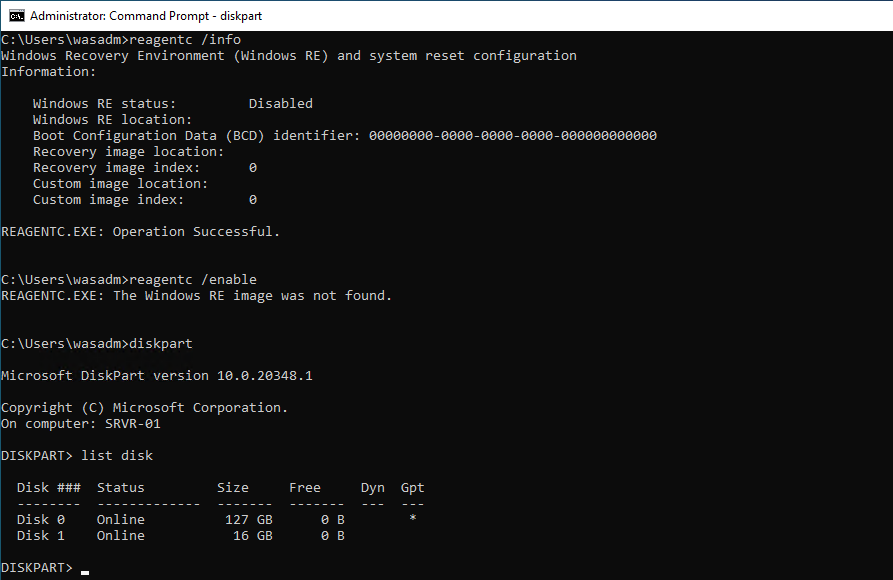 Administrator: Command Prompt - diskpart
C:\Users\wasadm>reagentc /info
Windows Recovery Environment (Windows RE) and system reset configuration
Information:
    Windows RE status:         Disabled
    Windows RE location:
    Boot Configuration Data (BCD) identifier: 00000000-0000-0000-0000-000000000000
    Recovery image location:
    Recovery image index:      0
    Custom image location:
    Custom image index:        0
REAGENTC.EXE: Operation Successful.
C:\Users\wasadm>reagentc /enable
REAGENTC.EXE: The Windows RE image was not found.
C:\Users\wasadm>diskpart
Microsoft DiskPart version 10.0.20348.1
Copyright (C) Microsoft Corporation.
On computer: SRVR-01
DISKPART> list disk
  Disk ###  Status         Size     Free     Dyn  Gpt
  --------  -------------  -------  -------  ---  ---
  Disk 0    Online          127 GB      0 B        *
  Disk 1    Online           16 GB      0 B
DISKPART> _